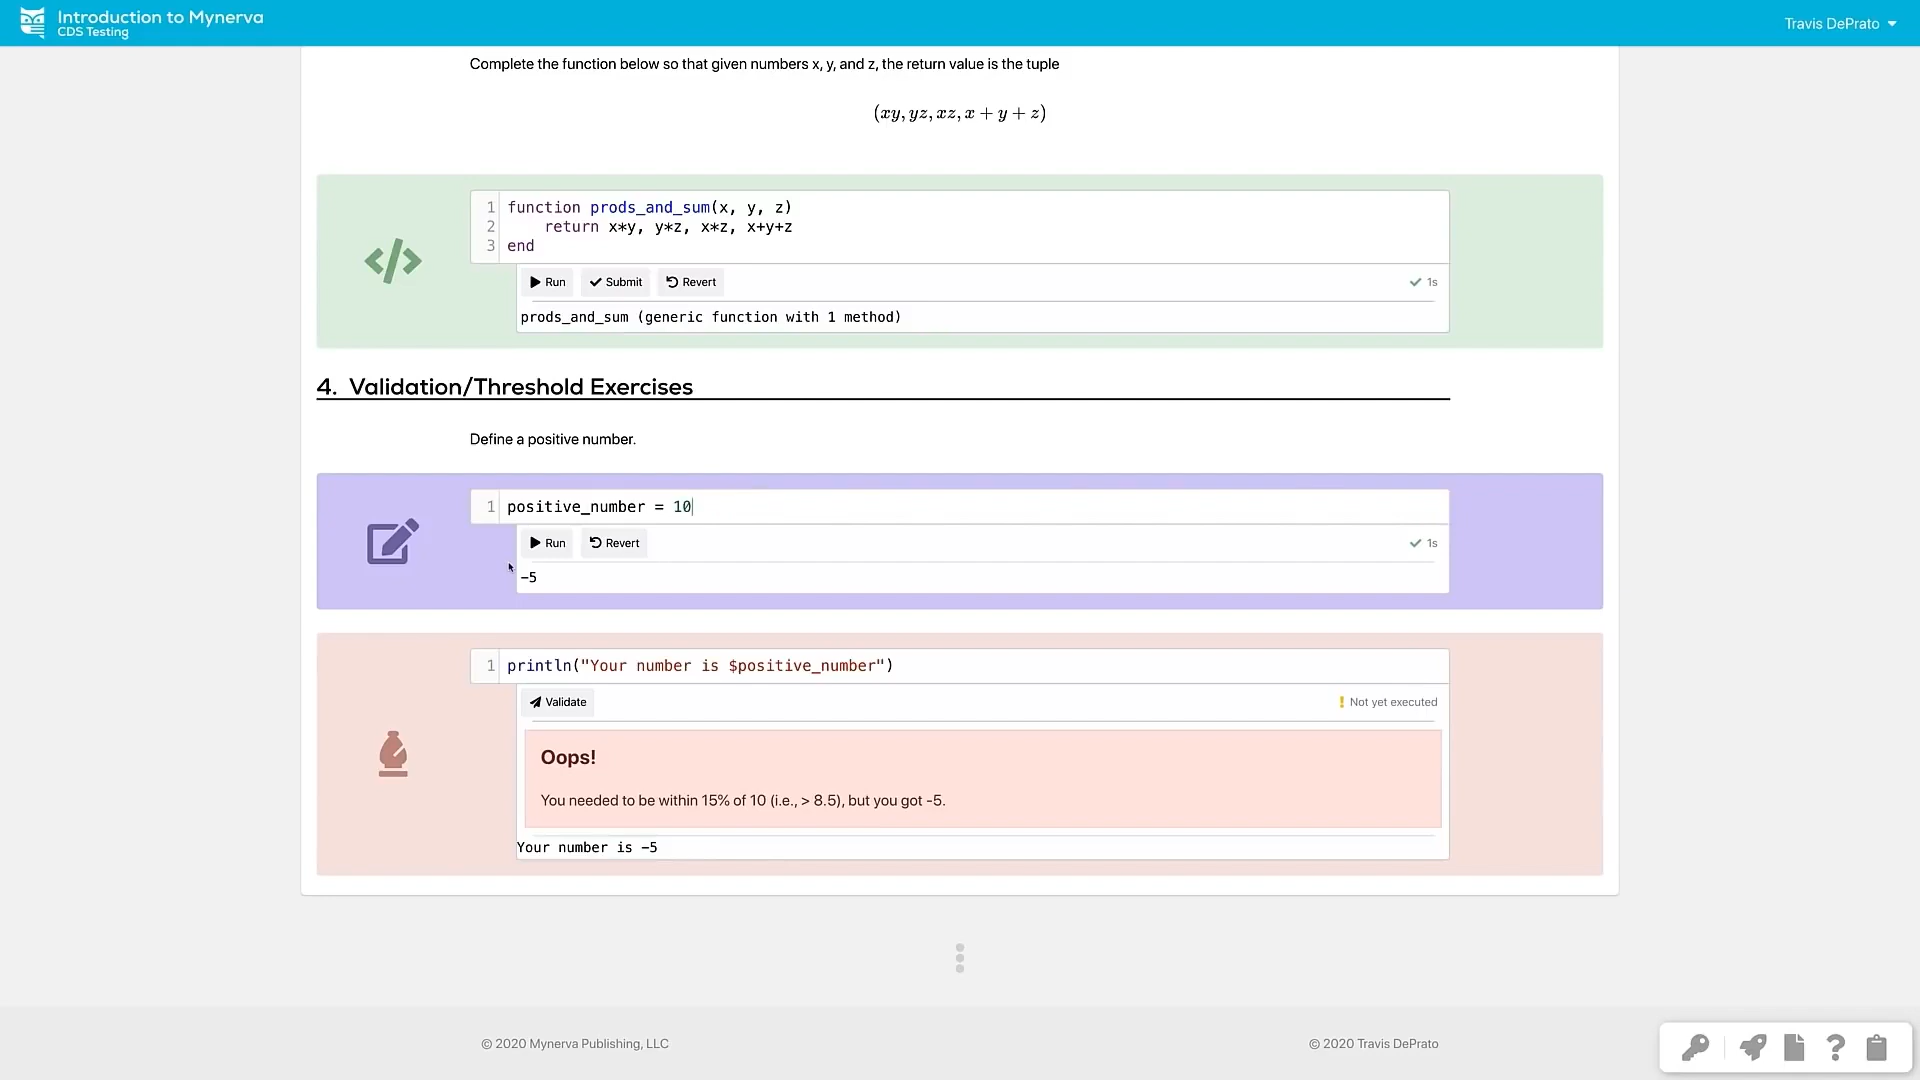 Introduction to Mynerva
CDS Testing
Travis DePrato
Complete the function below so that given numbers x, y, and z, the return value is the tuple
(xy, yz, xz, x + y + z)
1 function prods_and_sum(x, y, z)
2     return x*y, y*z, x*z, x+y+z
3 end
Run Submit Revert 1s
prods_and_sum (generic function with 1 method)
4. Validation/Threshold Exercises
Define a positive number.
1 positive_number = 10
Run Revert 1s
-5
1 println("Your number is $positive_number")
Validate ! Not yet executed
Oops!
You needed to be within 15% of 10 (i.e., > 8.5), but you got -5.
Your number is -5
© 2020 Mynerva Publishing, LLC
© 2020 Travis DePrato